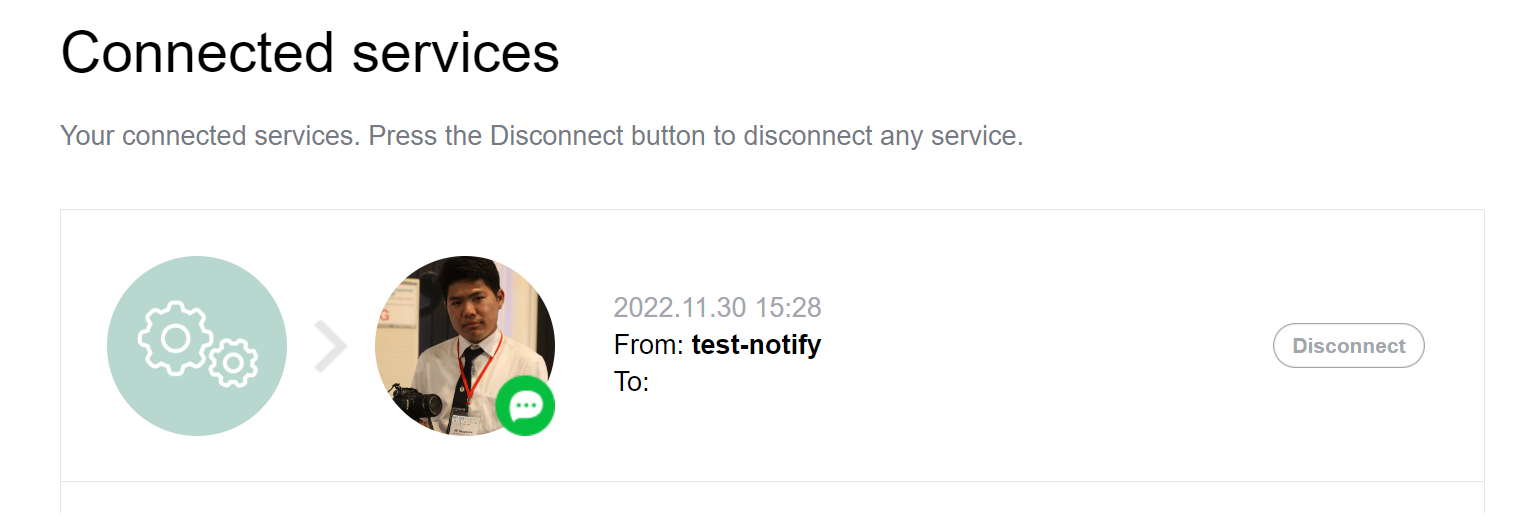 Connected services
Your connected services. Press the Disconnect button to disconnect any service.
2022.11.30 15:28
From: test-notify
To:
Disconnect